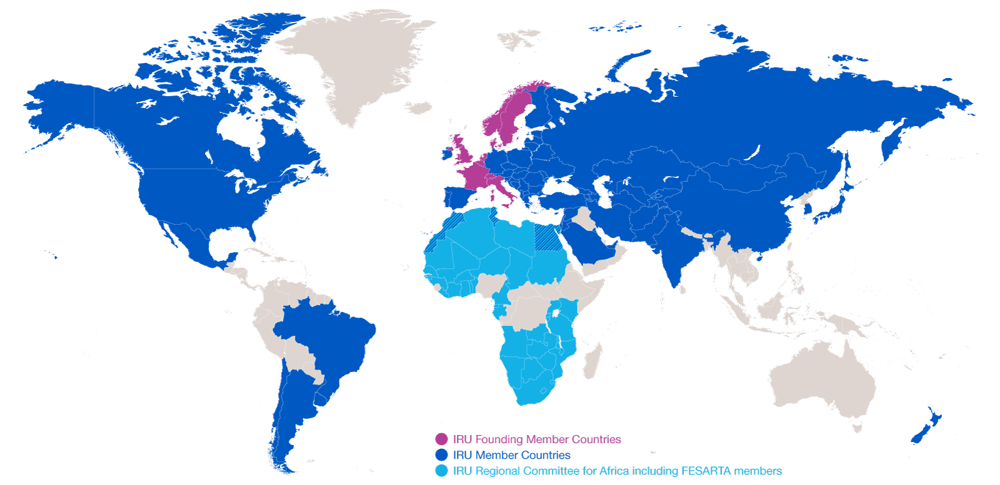 IRU Founding Member Countries
IRU Member Countries
IRU Regional Committee for Africa including FESARTA members